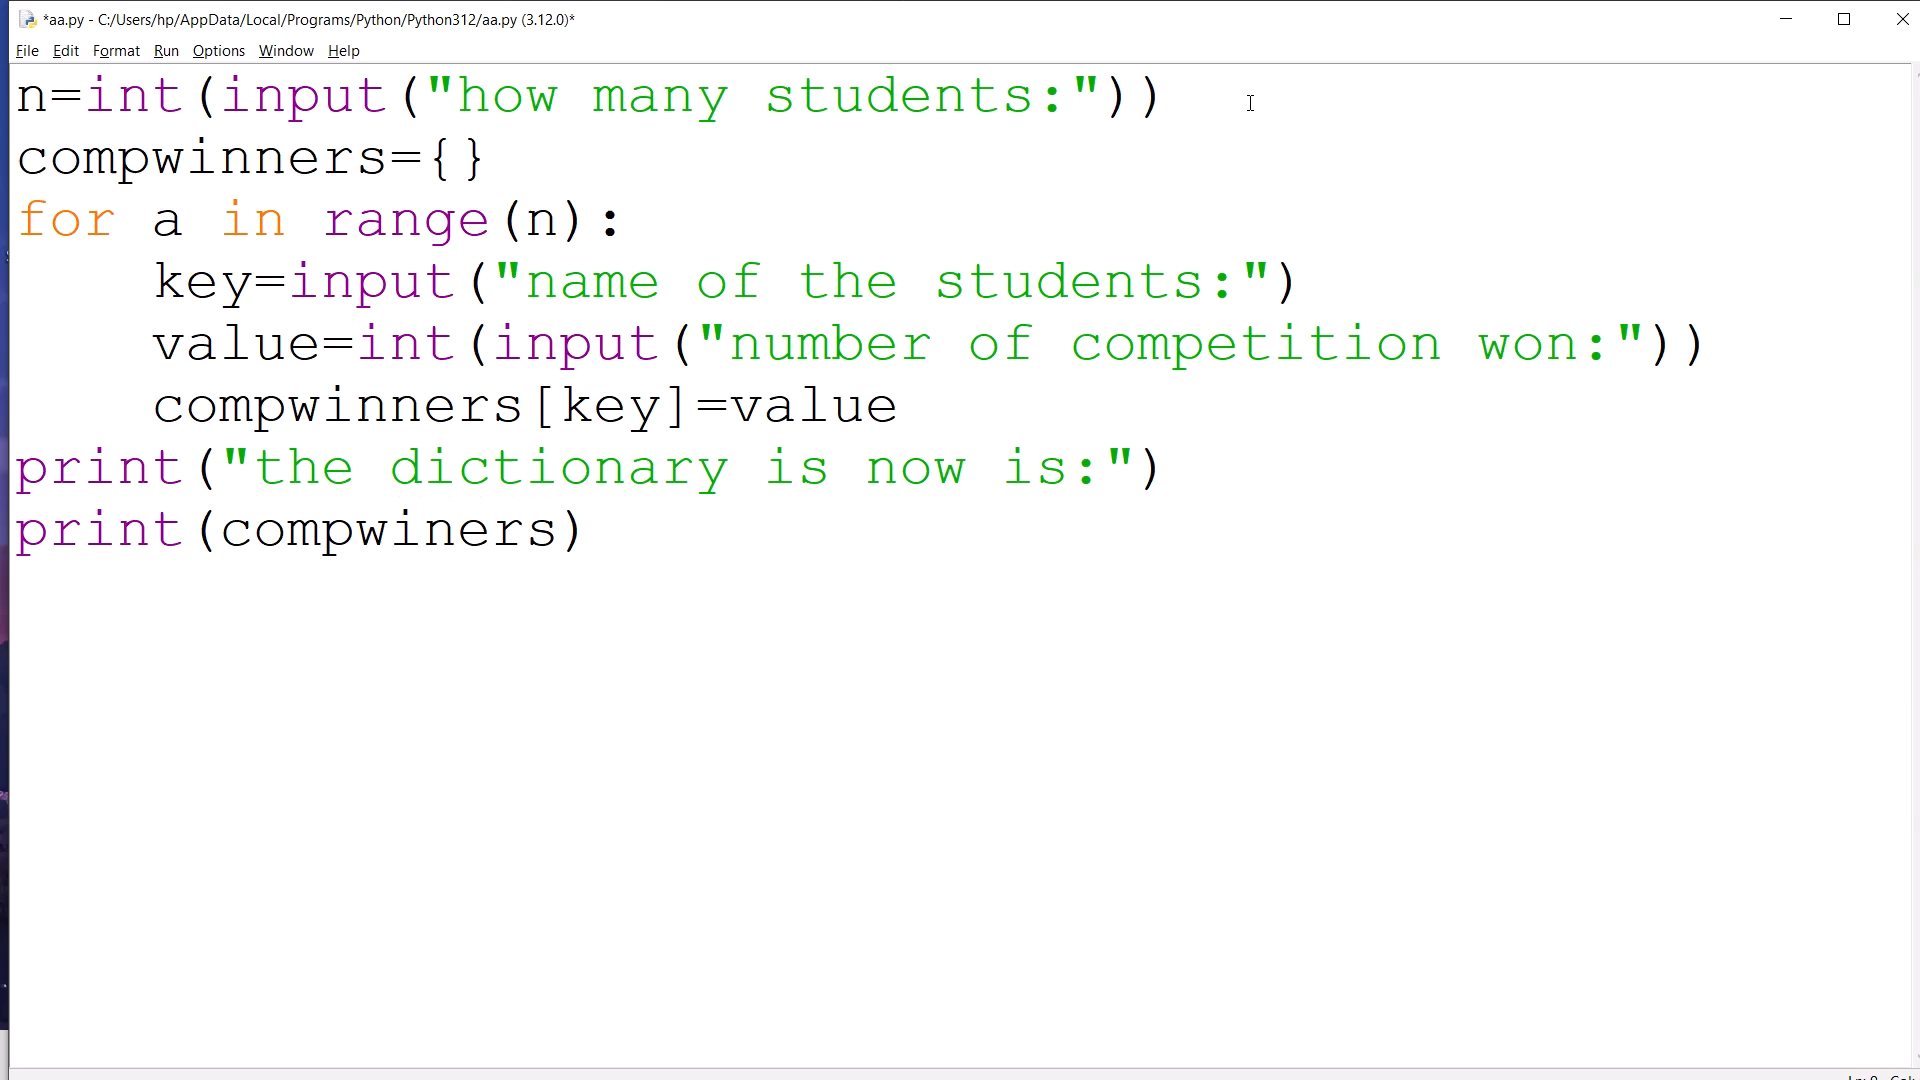 *aa.py - C:/Users/hp/AppData/Local/Programs/Python/Python312/aa.py (3.12.0)*
File Edit Format Run Options Window Help
n=int(input("how many students:"))
compwinners={}
for a in range(n):
    key=input("name of the students:")
    value=int(input("number of competition won:"))
    compwinners[key]=value
print("the dictionary is now is:")
print(compwiners)